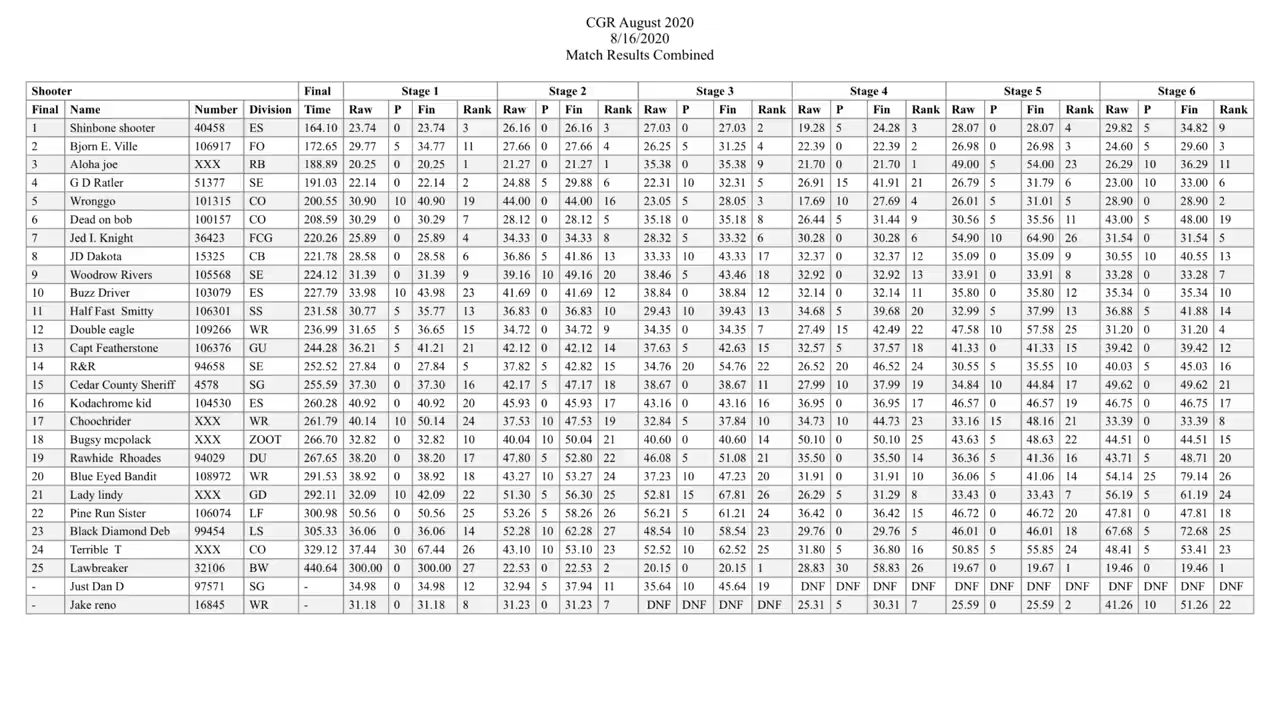 CGR August 2020
8/16/2020
Match Results Combined
Shooter Final Stage 1 Stage 2 Stage 3 Stage 4 Stage 5 Stage 6
Final Name Number Division Time Raw P Fin Rank Raw P Fin Rank Raw P Fin Rank Raw P Fin Rank Raw P Fin Rank Raw P Fin Rank
1 Shinbone shooter 40458 ES 164.10 23.74 0 23.74 3 26.16 0 26.16 3 27.03 0 27.03 2 19.28 5 24.28 3 28.07 0 28.07 4 29.82 5 34.82 9
2 Bjorn E. Ville 106917 FO 172.65 29.77 5 34.77 11 27.66 0 27.66 4 26.25 5 31.25 4 22.39 0 22.39 2 26.98 0 26.98 3 24.60 5 29.60 3
3 Aloha joe XXX RB 188.89 20.25 0 20.25 1 21.27 0 21.27 1 35.38 0 35.38 9 21.70 0 21.70 1 49.00 5 54.00 23 26.29 10 36.29 11
4 G D Ratler 51377 SE 191.03 22.14 0 22.14 2 24.88 5 29.88 6 22.31 10 32.31 5 26.91 15 41.91 21 26.79 5 31.79 6 23.00 10 33.00 6
5 Wronggo 101315 CO 200.55 30.90 10 40.90 19 44.00 0 44.00 16 23.05 5 28.05 3 17.69 10 27.69 4 26.01 5 31.01 5 28.90 0 28.90 2
6 Dead on bob 100157 CO 208.59 30.29 0 30.29 7 28.12 0 28.12 5 35.18 0 35.18 8 26.44 5 31.44 9 30.56 5 35.56 11 43.00 5 48.00 19
7 Jed I. Knight 36423 FCG 220.26 25.89 0 25.89 4 34.33 0 34.33 8 28.32 5 33.32 6 30.28 0 30.28 6 54.90 10 64.90 26 31.54 0 31.54 5
8 JD Dakota 15325 CB 221.78 28.58 0 28.58 6 36.86 5 41.86 13 33.33 10 43.33 17 32.37 0 32.37 12 35.09 0 35.09 9 30.55 10 40.55 13
9 Woodrow Rivers 105568 SE 224.12 31.39 0 31.39 9 39.16 10 49.16 20 38.46 5 43.46 18 32.92 0 32.92 13 33.91 0 33.91 8 33.28 0 33.28 7
10 Buzz Driver 103079 ES 227.79 33.98 10 43.98 23 41.69 0 41.69 12 38.84 0 38.84 12 32.14 0 32.14 11 35.80 0 35.80 12 35.34 0 35.34 10
11 Half Fast Smitty 106301 SS 231.58 30.77 5 35.77 13 36.83 0 36.83 10 29.43 10 39.43 13 34.68 5 39.68 20 32.99 5 37.99 13 36.88 5 41.88 14
12 Double eagle 109266 WR 236.99 31.65 5 36.65 15 34.72 0 34.72 9 34.35 0 34.35 7 27.49 15 42.49 22 47.58 10 57.58 25 31.20 0 31.20 4
13 Capt Featherstone 106376 GU 244.28 36.21 5 41.21 21 42.12 0 42.12 14 37.63 5 42.63 15 32.57 5 37.57 18 41.33 0 41.33 15 39.42 0 39.42 12
14 R&R 94658 SE 252.52 27.84 0 27.84 5 37.82 5 42.82 15 34.76 20 54.76 22 26.52 20 46.52 24 30.55 5 35.55 10 40.03 5 45.03 16
15 Cedar County Sheriff 4578 SG 255.59 37.30 0 37.30 16 42.17 5 47.17 18 38.67 0 38.67 11 27.99 10 37.99 19 34.84 10 44.84 17 49.62 0 49.62 21
16 Kodachrome kid 104530 ES 260.28 40.92 0 40.92 20 45.93 0 45.93 17 43.16 0 43.16 16 36.95 0 36.95 17 46.57 0 46.57 19 46.75 0 46.75 17
17 Choochrider XXX WR 261.79 40.14 10 50.14 24 37.53 10 47.53 19 32.84 5 37.84 10 34.73 10 44.73 23 33.16 15 48.16 21 33.39 0 33.39 8
18 Bugsy mcpolack XXX ZOOT 266.70 32.82 0 32.82 10 40.04 10 50.04 21 40.60 0 40.60 14 50.10 0 50.10 25 43.63 5 48.63 22 44.51 0 44.51 15
19 Rawhide Rhoades 94029 DU 267.65 38.20 0 38.20 17 47.80 5 52.80 22 46.08 5 51.08 21 35.50 0 35.50 14 36.36 5 41.36 16 43.71 5 48.71 20
20 Blue Eyed Bandit 108972 WR 291.53 38.92 0 38.92 18 43.27 10 53.27 24 37.23 10 47.23 20 31.91 0 31.91 10 36.06 5 41.06 14 54.14 25 79.14 26
21 Lady lindy XXX GD 292.11 32.09 10 42.09 22 51.30 5 56.30 25 52.81 15 67.81 26 26.29 5 31.29 8 33.43 0 33.43 7 56.19 5 61.19 24
22 Pine Run Sister 106074 LF 300.98 50.56 0 50.56 25 53.26 5 58.26 26 56.21 5 61.21 24 36.42 0 36.42 15 46.72 0 46.72 20 47.81 0 47.81 18
23 Black Diamond Deb 99454 LS 305.33 36.06 0 36.06 14 52.28 10 62.28 27 48.54 10 58.54 23 29.76 0 29.76 5 46.01 0 46.01 18 67.68 5 72.68 25
24 Terrible T XXX CO 329.12 37.44 30 67.44 26 43.10 10 53.10 23 52.52 10 62.52 25 31.80 5 36.80 16 50.85 5 55.85 24 48.41 5 53.41 23
25 Lawbreaker 32106 BW 440.64 300.00 0 300.00 27 22.53 0 22.53 2 20.15 0 20.15 1 28.83 30 58.83 26 19.67 0 19.67 1 19.46 0 19.46 1
- Just Dan D 97571 SG - 34.98 0 34.98 12 32.94 5 37.94 11 35.64 10 45.64 19 DNF DNF DNF DNF DNF DNF DNF DNF DNF DNF DNF DNF
- Jake reno 16845 WR - 31.18 0 31.18 8 31.23 0 31.23 7 DNF DNF DNF DNF 25.31 5 30.31 7 25.59 0 25.59 2 41.26 10 51.26 22